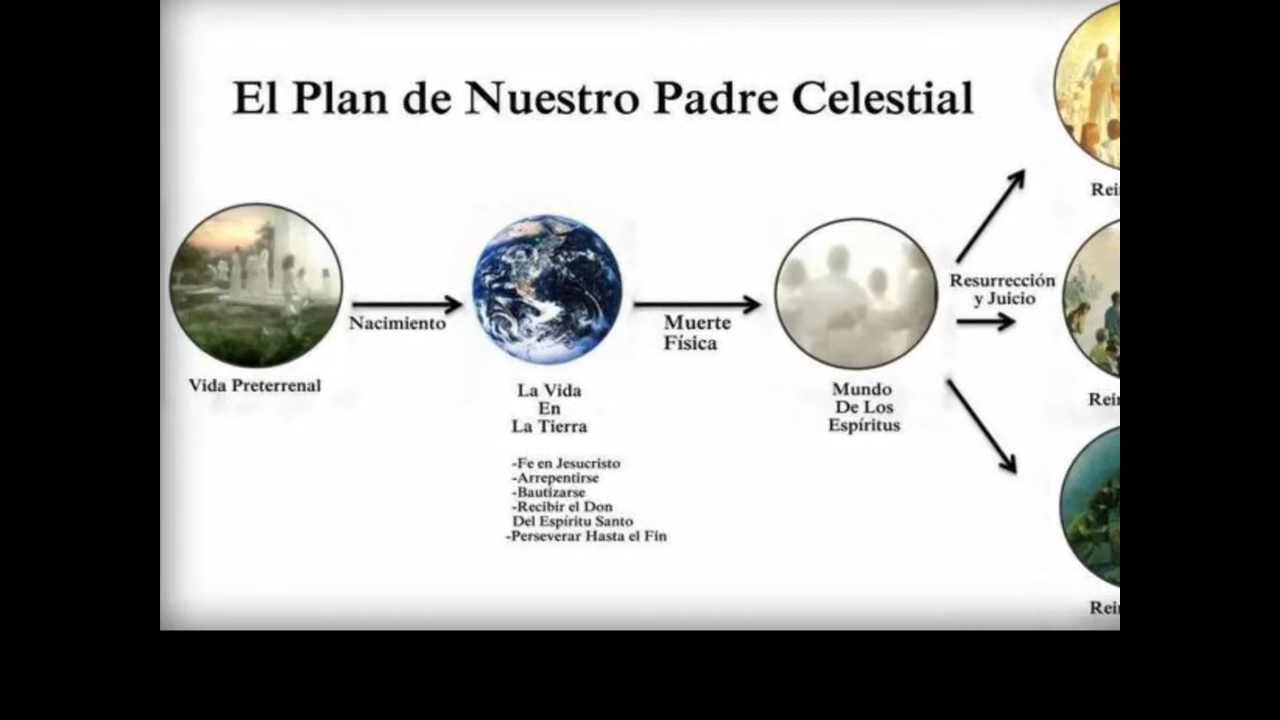 El Plan de Nuestro Padre Celestial
Nacimiento
Vida Preterrenal
La Vida
En
La Tierra
-Fe en Jesucristo
-Arrepentirse
-Bautizarse
-Recibir el Don
Del Espíritu Santo
-Perseverar Hasta el Fin
Muerte
Física
Mundo
De Los
Espíritus
Resurrección
y Juicio